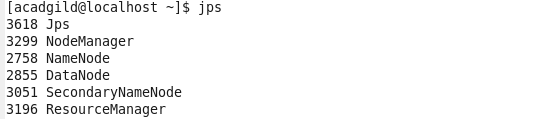 [acadgild@localhost ~]$ jps
3618 Jps
3299 NodeManager
2758 NameNode
2855 DataNode
3051 SecondaryNameNode
3196 ResourceManager